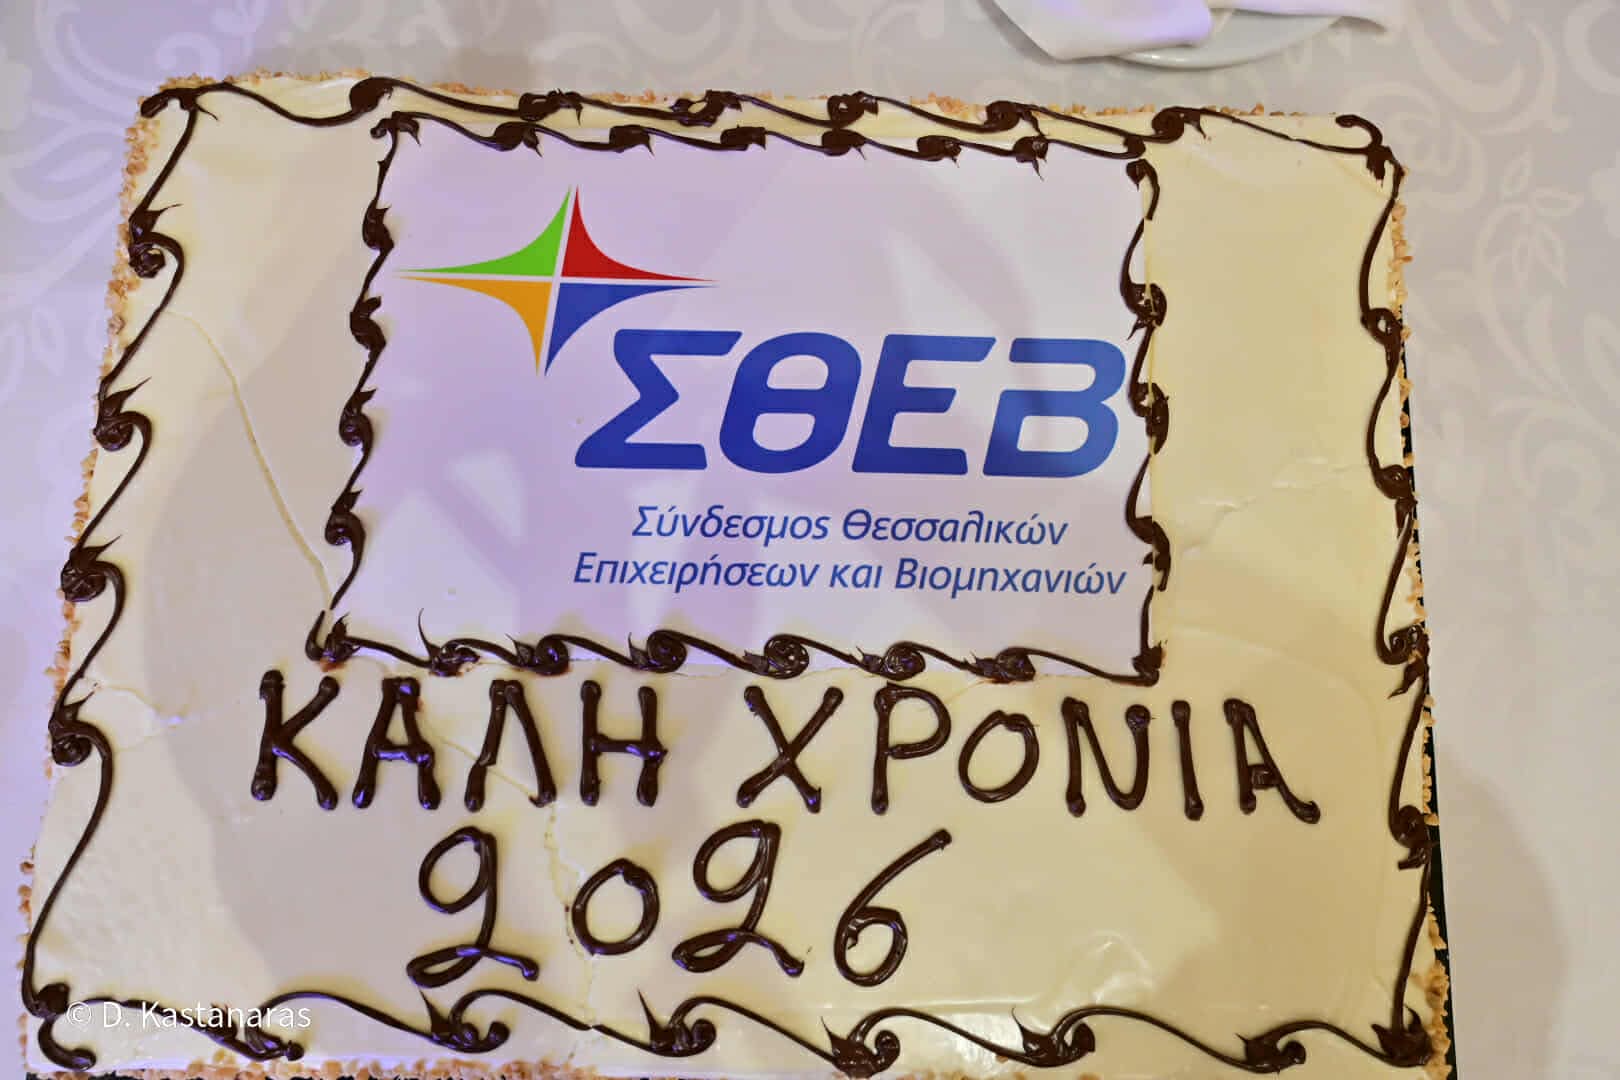 ΣΘΕΒ
Σύνδεσμος Θεσσαλικών
Επιχειρήσεων και Βιομηχανιών
ΚΑΛΗ ΧΡΟΝΙΑ
2026
© D. Kastanaras